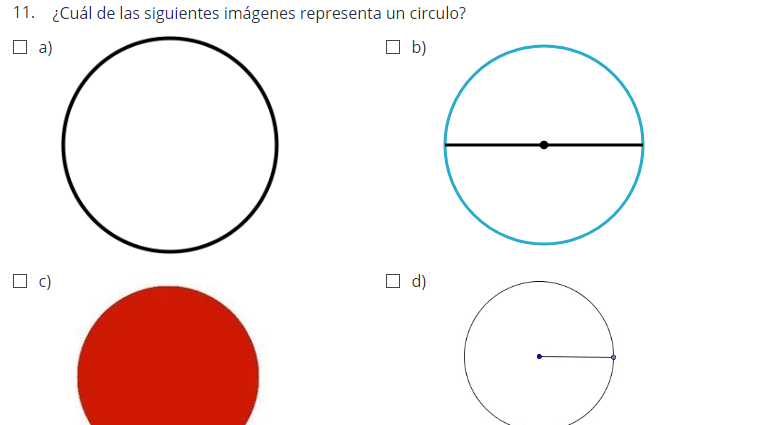 11. ¿Cuál de las siguientes imágenes representa un circulo?
a) b)
c) d)